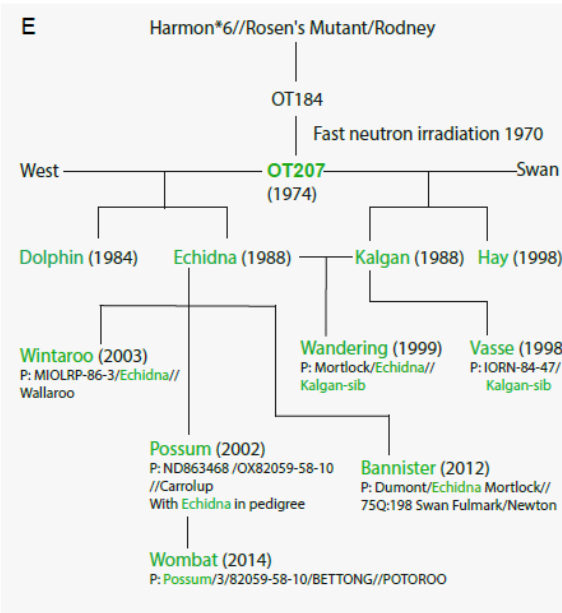 E
Harmon*6//Rosen's Mutant/Rodney
OT184
Fast neutron irradiation 1970
West
OT207
Swan
(1974)
Dolphin (1984)
Echidna (1988)
Kalgan (1988)
Hay (1998)
Wintaroo (2003)
P: MIOLRP-86-3/Echidna//
Wallaroo
Wandering (1999)
P: Mortlock/Echidna//
Kalgan-sib
Vasse (1998
P: IORN-84-47/
Kalgan-sib
Possum (2002)
P: ND863468 /OX82059-58-10
//Carrolup
With Echidna in pedigree
Bannister (2012)
P: Dumont/Echidna Mortlock//
75Q:198 Swan Fulmark/Newton
Wombat (2014)
P: Possum/3/82059-58-10/BETTONG//POTOROO